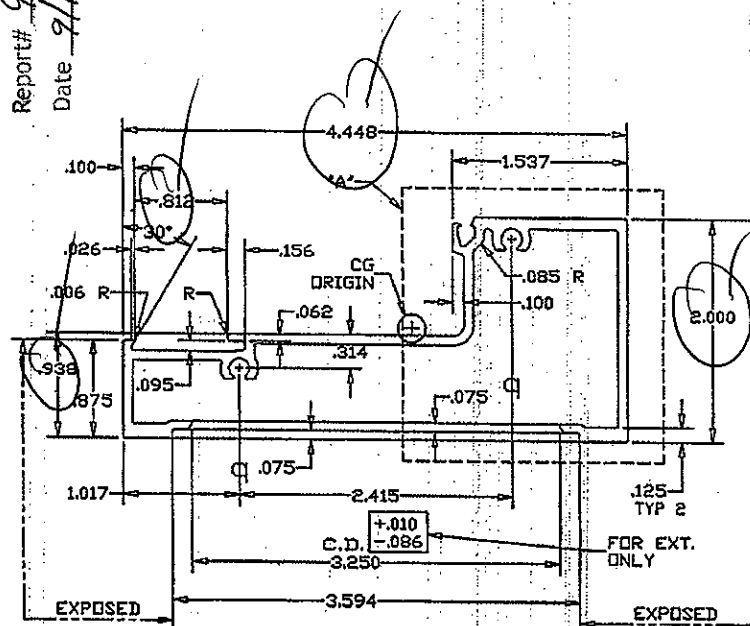 Report#
Date 9/
4.448
.100
1.537
"A"
.812
30°
.026
.156
CG
ORIGIN
.085 R
.006 R
R
.062
.100
2.000
.314
.938
.095
.875
.075
.075
1.017
2.415
.125
TYP 2
+.010
-.086
C.D.
3.250
FOR EXT.
ONLY
3.594
EXPOSED
EXPOSED